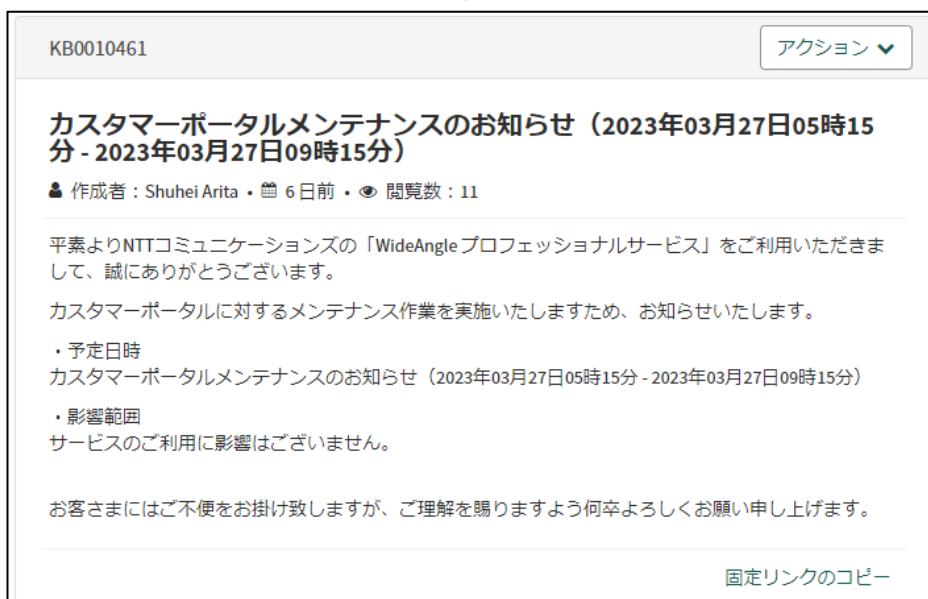 KB0010461
アクション
カスタマーポータルメンテナンスのお知らせ（2023年03月27日05時15
分 - 2023年03月27日09時15分）
作成者：Shuhei Arita • 6日前 • 閲覧数：11
平素よりNTTコミュニケーションズの「WideAngle プロフェッショナルサービス」をご利用いただきま
して、誠にありがとうございます。
カスタマーポータルに対するメンテナンス作業を実施いたしますため、お知らせいたします。
・予定日時
カスタマーポータルメンテナンスのお知らせ（2023年03月27日05時15分 - 2023年03月27日09時15分）
・影響範囲
サービスのご利用に影響はございません。
お客さまにはご不便をお掛け致しますが、ご理解を賜りますよう何卒よろしくお願い申し上げます。
固定リンクのコピー